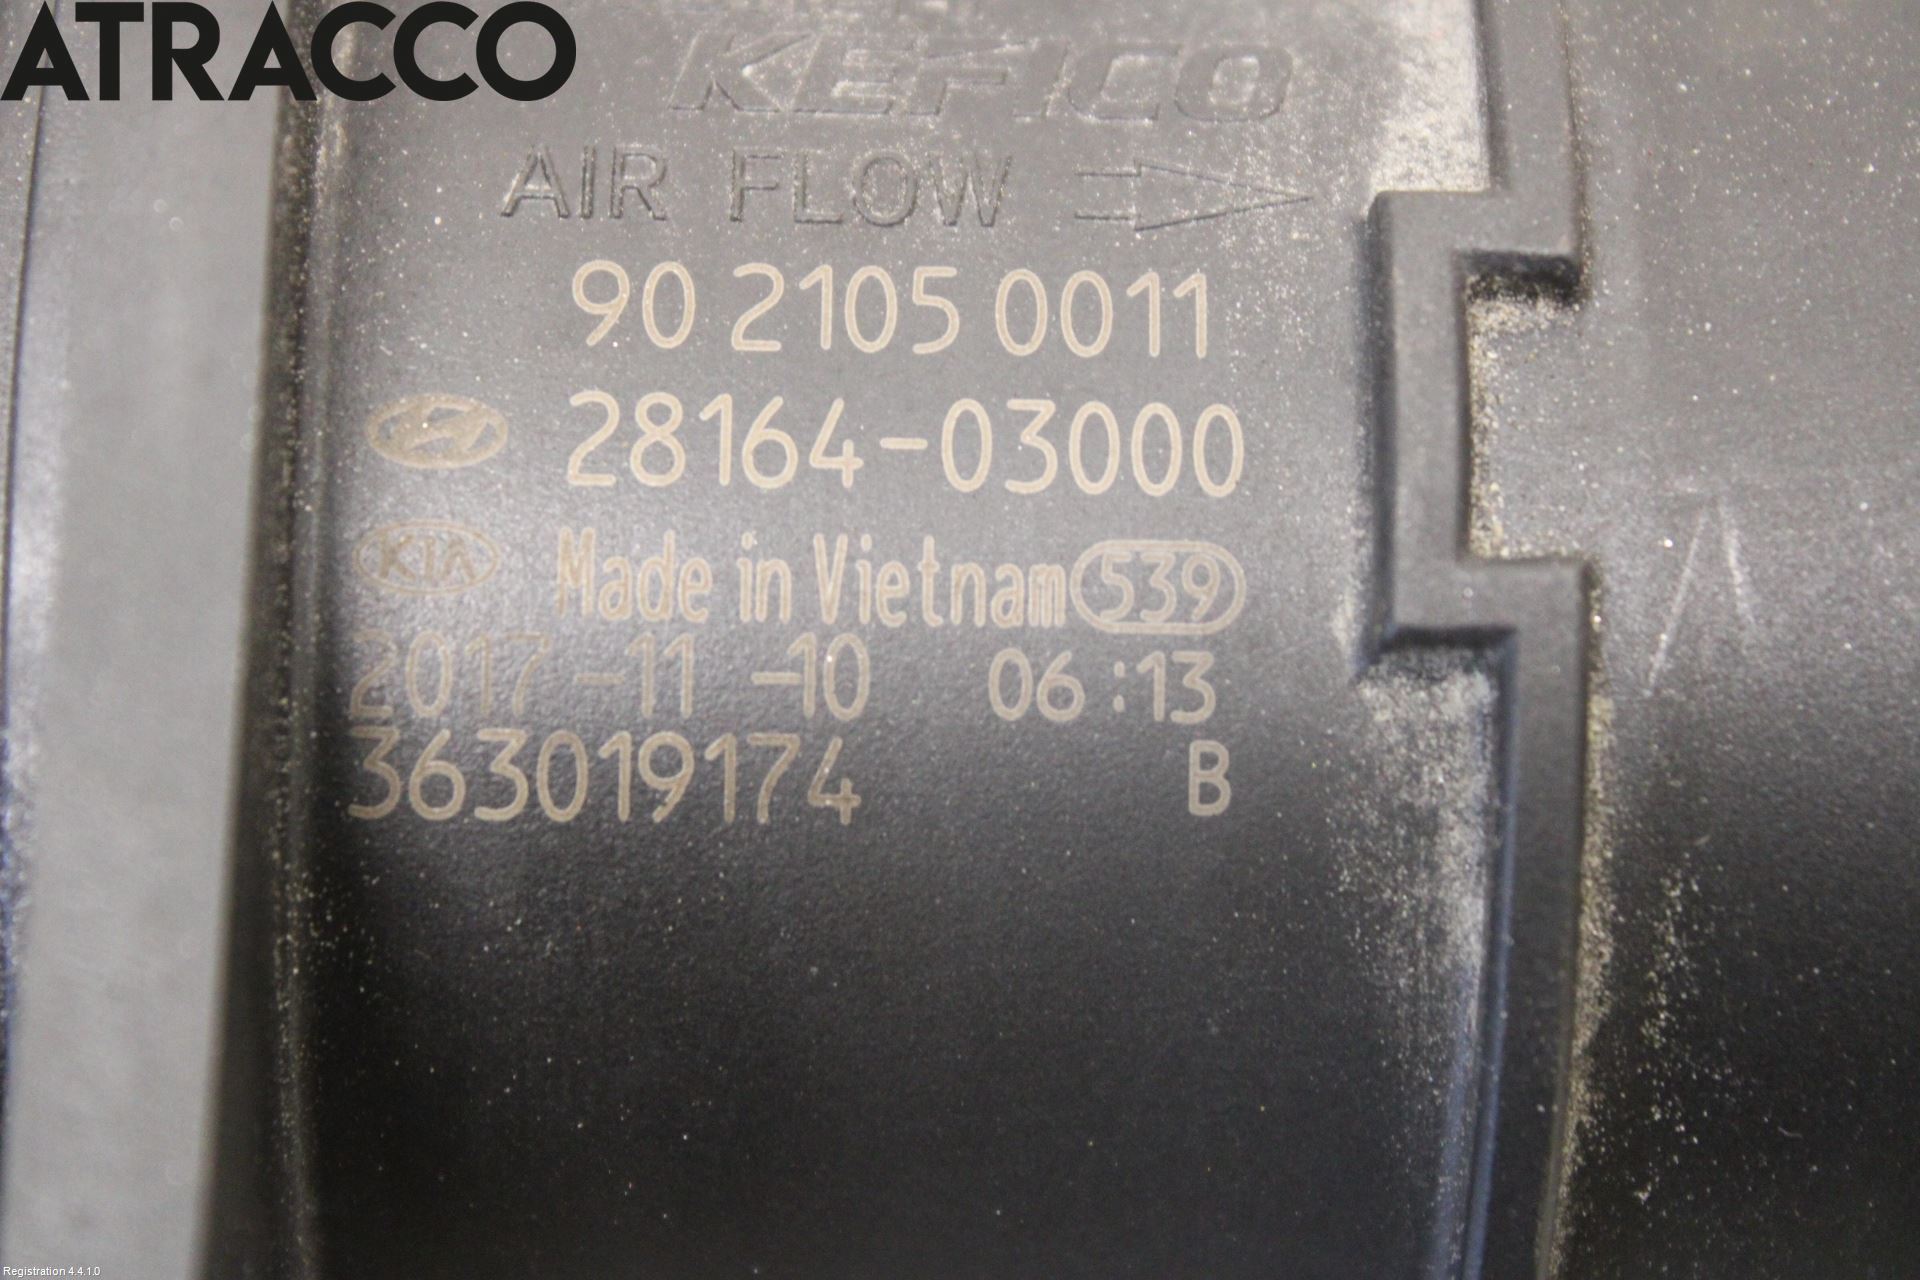 ATRACCO
KEFICO
AIR FLOW
90 2105 0011
28164-03000
KIA Made in Vietnam 539
2017-11-10 06:13
363019174 B
Registration 4.4.1.0